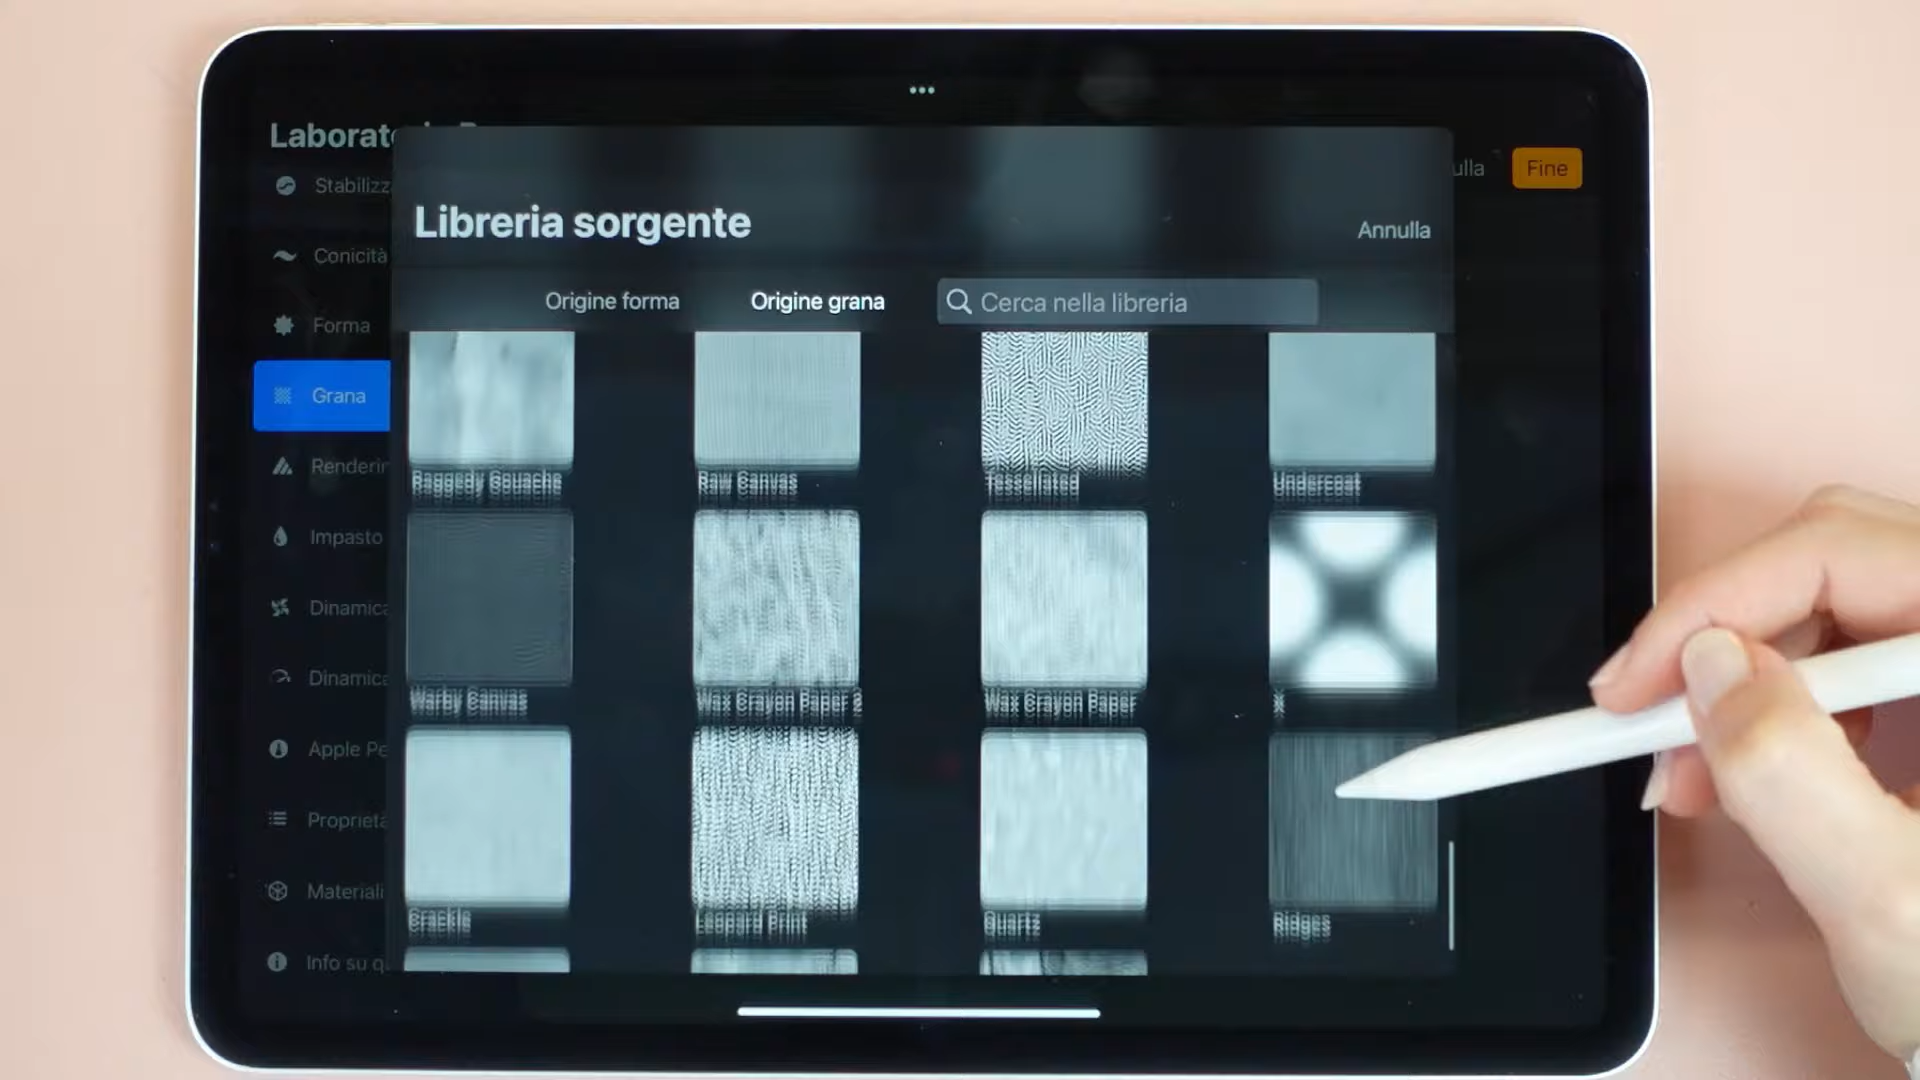 Laborat
ulla
Fine
Libreria sorgente
Annulla
Origine forma
Origine grana
Cerca nella libreria
Stabilizz
Conicità
Forma
Grana
Renderin
Impasto
Dinamica
Dinamica
Apple Pe
Proprietà
Materiali
Info su q
Raggedy Gouache
Raw Canvas
Tessellated
Undercoat
Warby Canvas
Wax Crayon Paper 2
Wax Crayon Paper
X
Crackle
Leopard Print
Quartz
Ridges